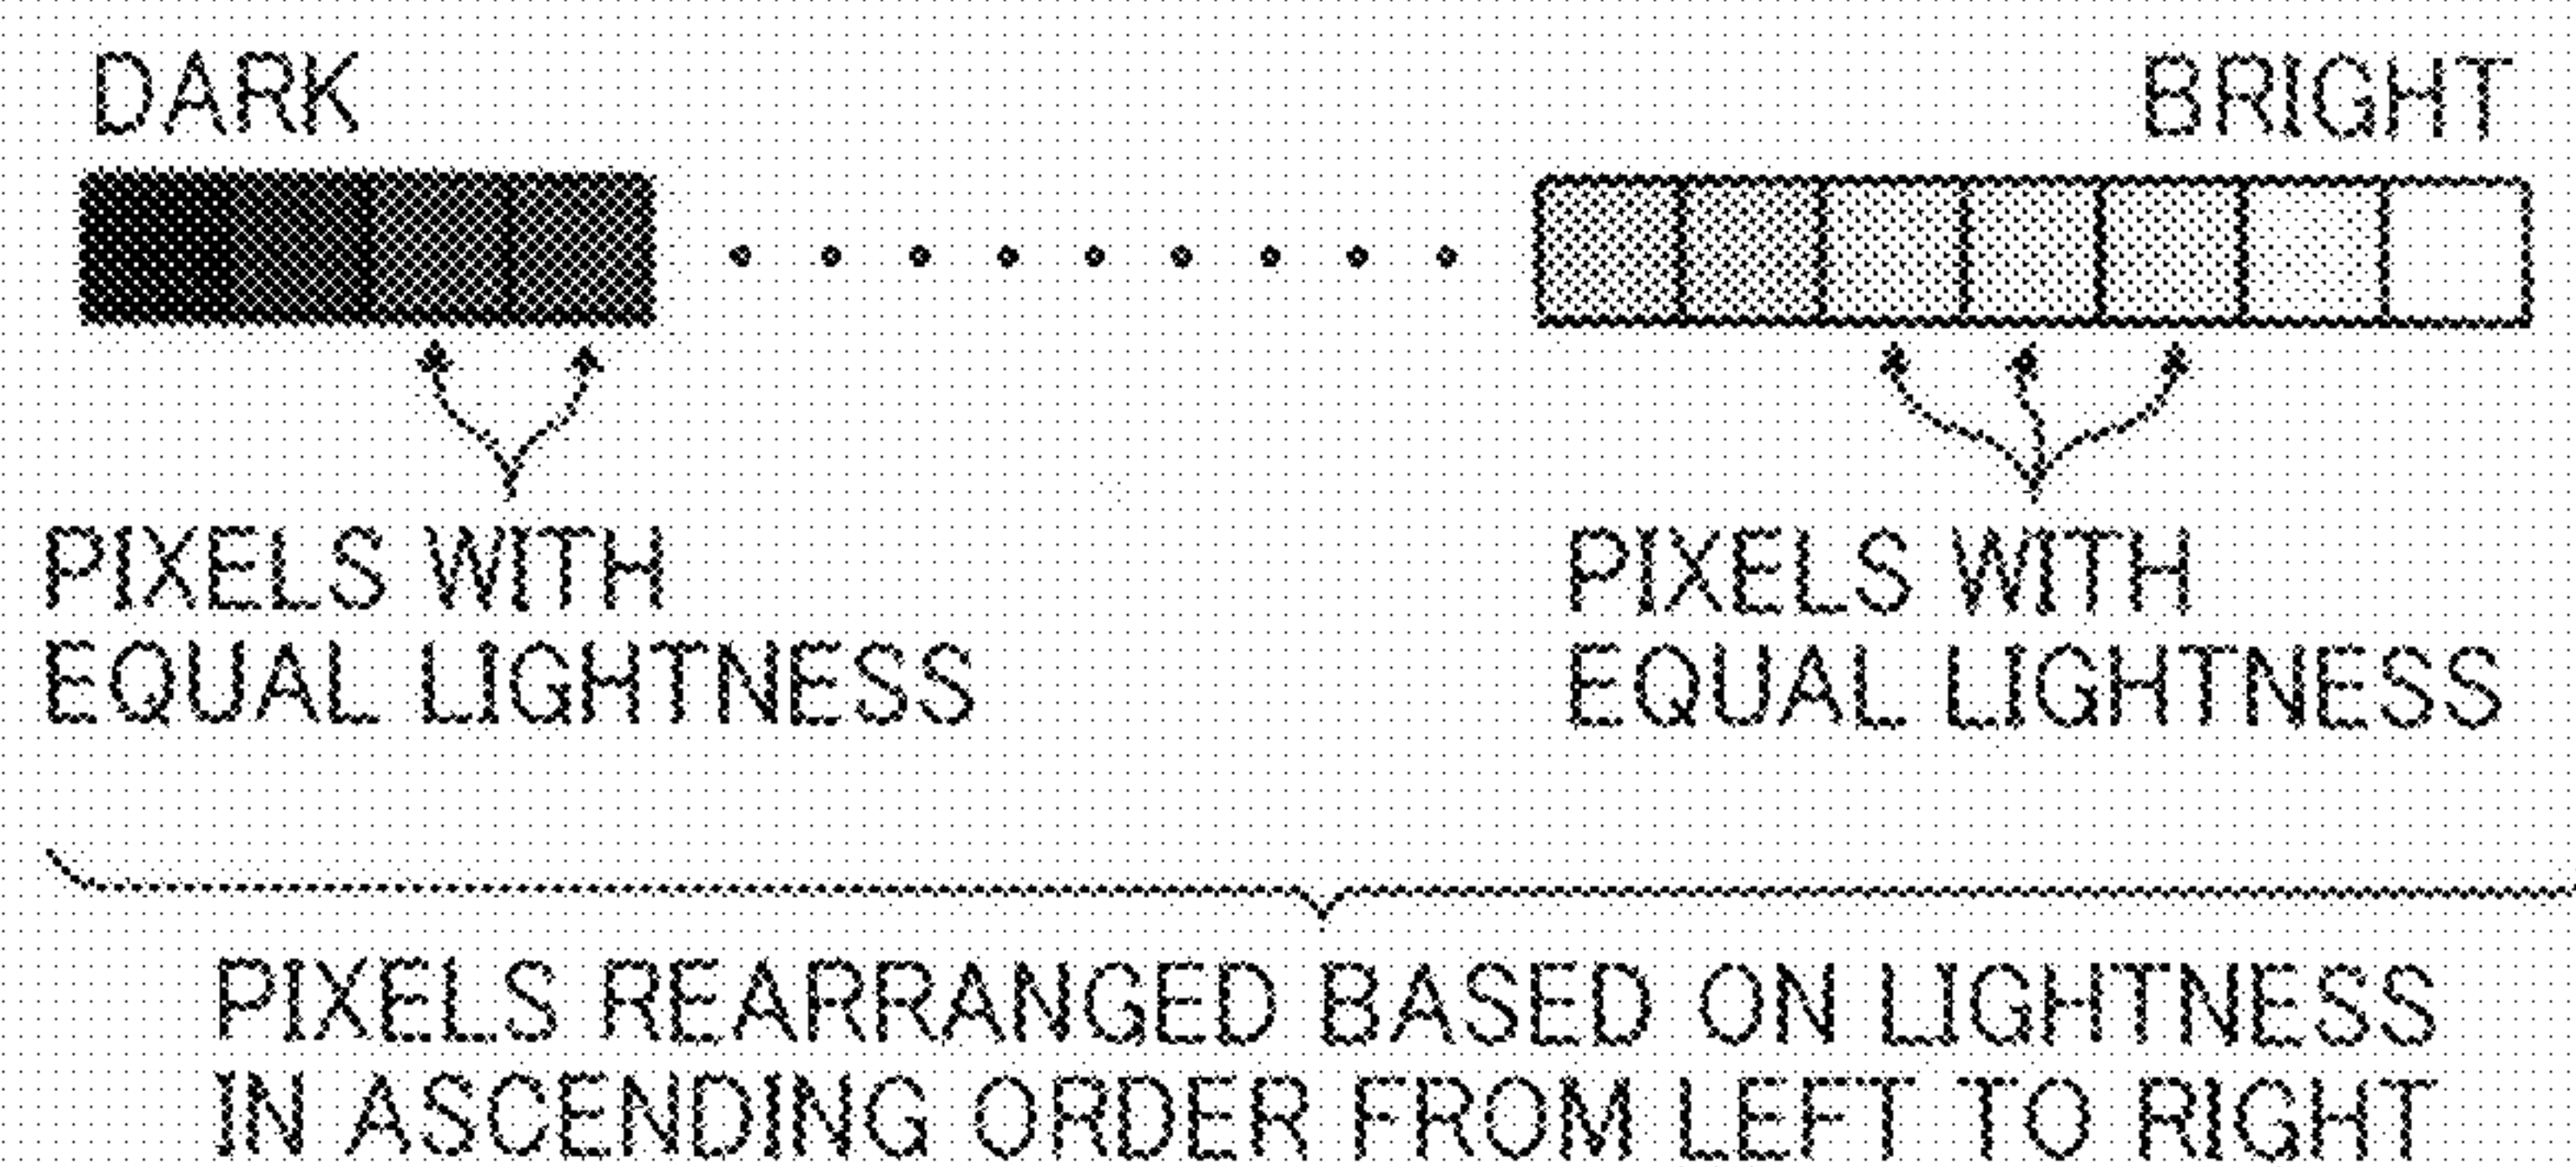 DARK
BRIGHT
PIXELS WITH
EQUAL LIGHTNESS
PIXELS WITH
EQUAL LIGHTNESS
PIXELS REARRANGED BASED ON LIGHTNESS
IN ASCENDING ORDER FROM LEFT TO RIGHT